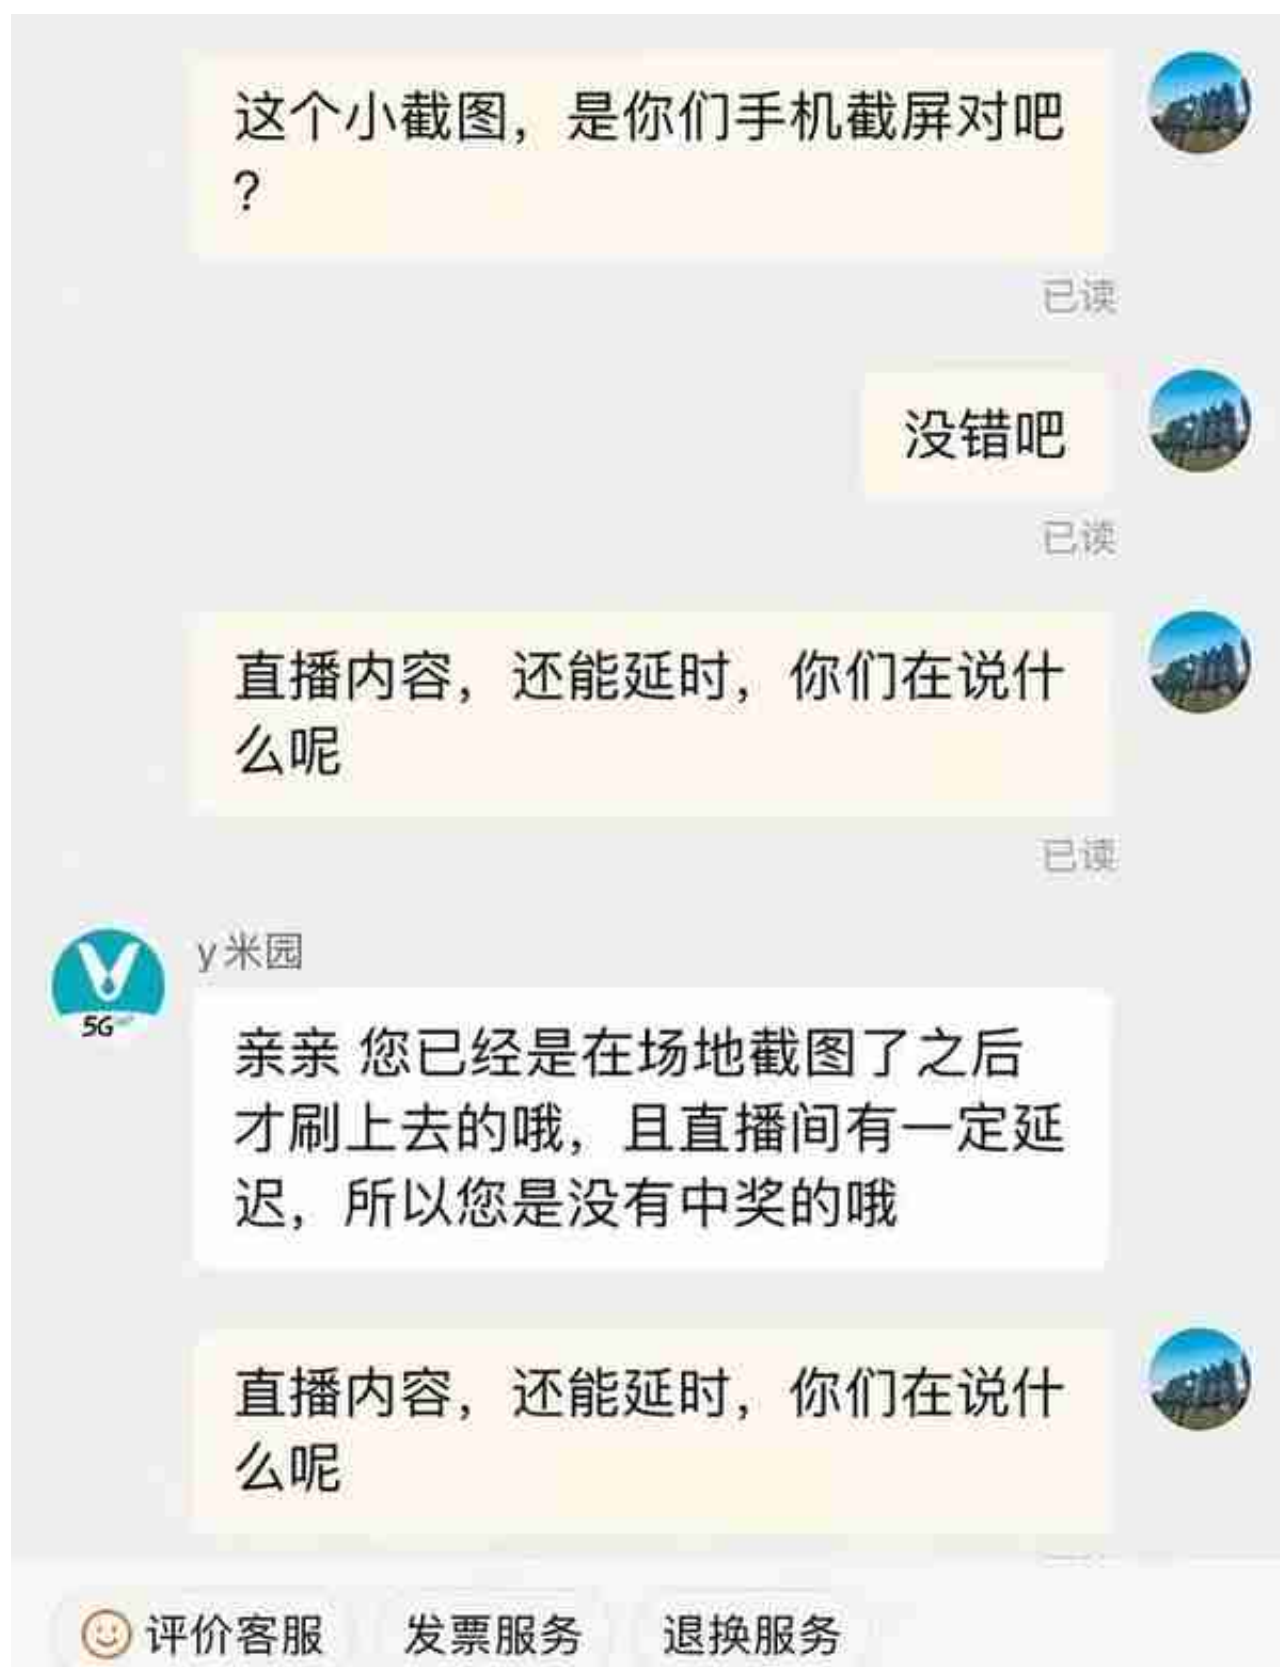 这个小截图，是你们手机截屏对吧
？
已读
没错吧
已读
直播内容，还能延时，你们在说什
么呢
已读
y米园
5G
亲亲 您已经是在场地截图了之后
才刷上去的哦，且直播间有一定延
迟，所以您是没有中奖的哦
直播内容，还能延时，你们在说什
么呢
评价客服 发票服务 退换服务